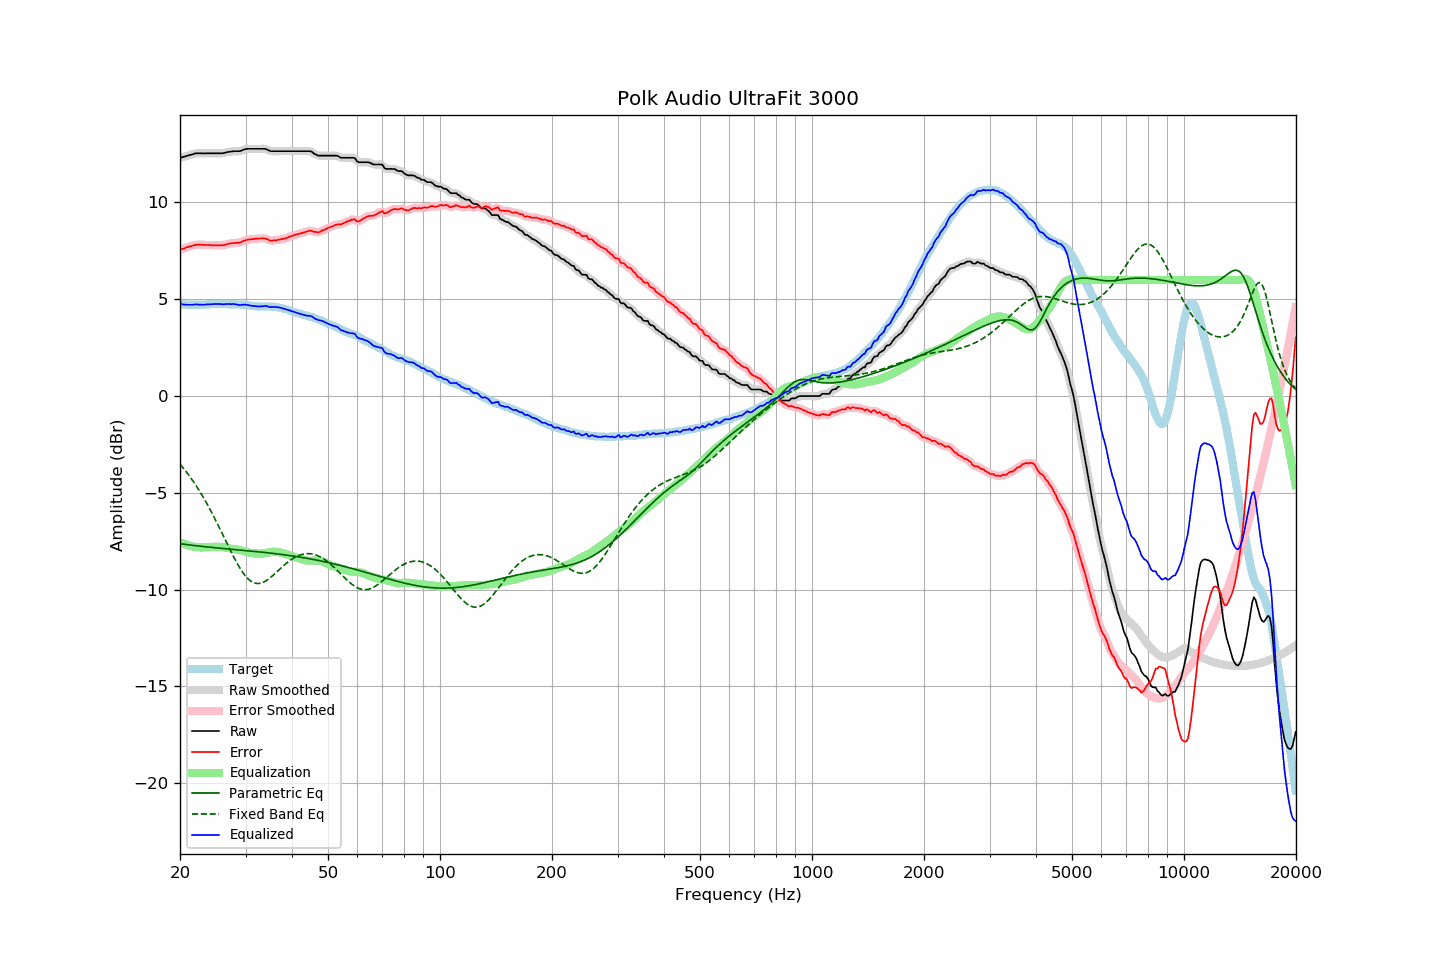 Polk Audio UltraFit 3000
Amplitude (dBr)
10
5
0
−5
−10
−15
−20
Target
Raw Smoothed
Error Smoothed
Raw
Error
Equalization
Parametric Eq
Fixed Band Eq
Equalized
20 50 100 200 500 1000 2000 5000 10000 20000
Frequency (Hz)